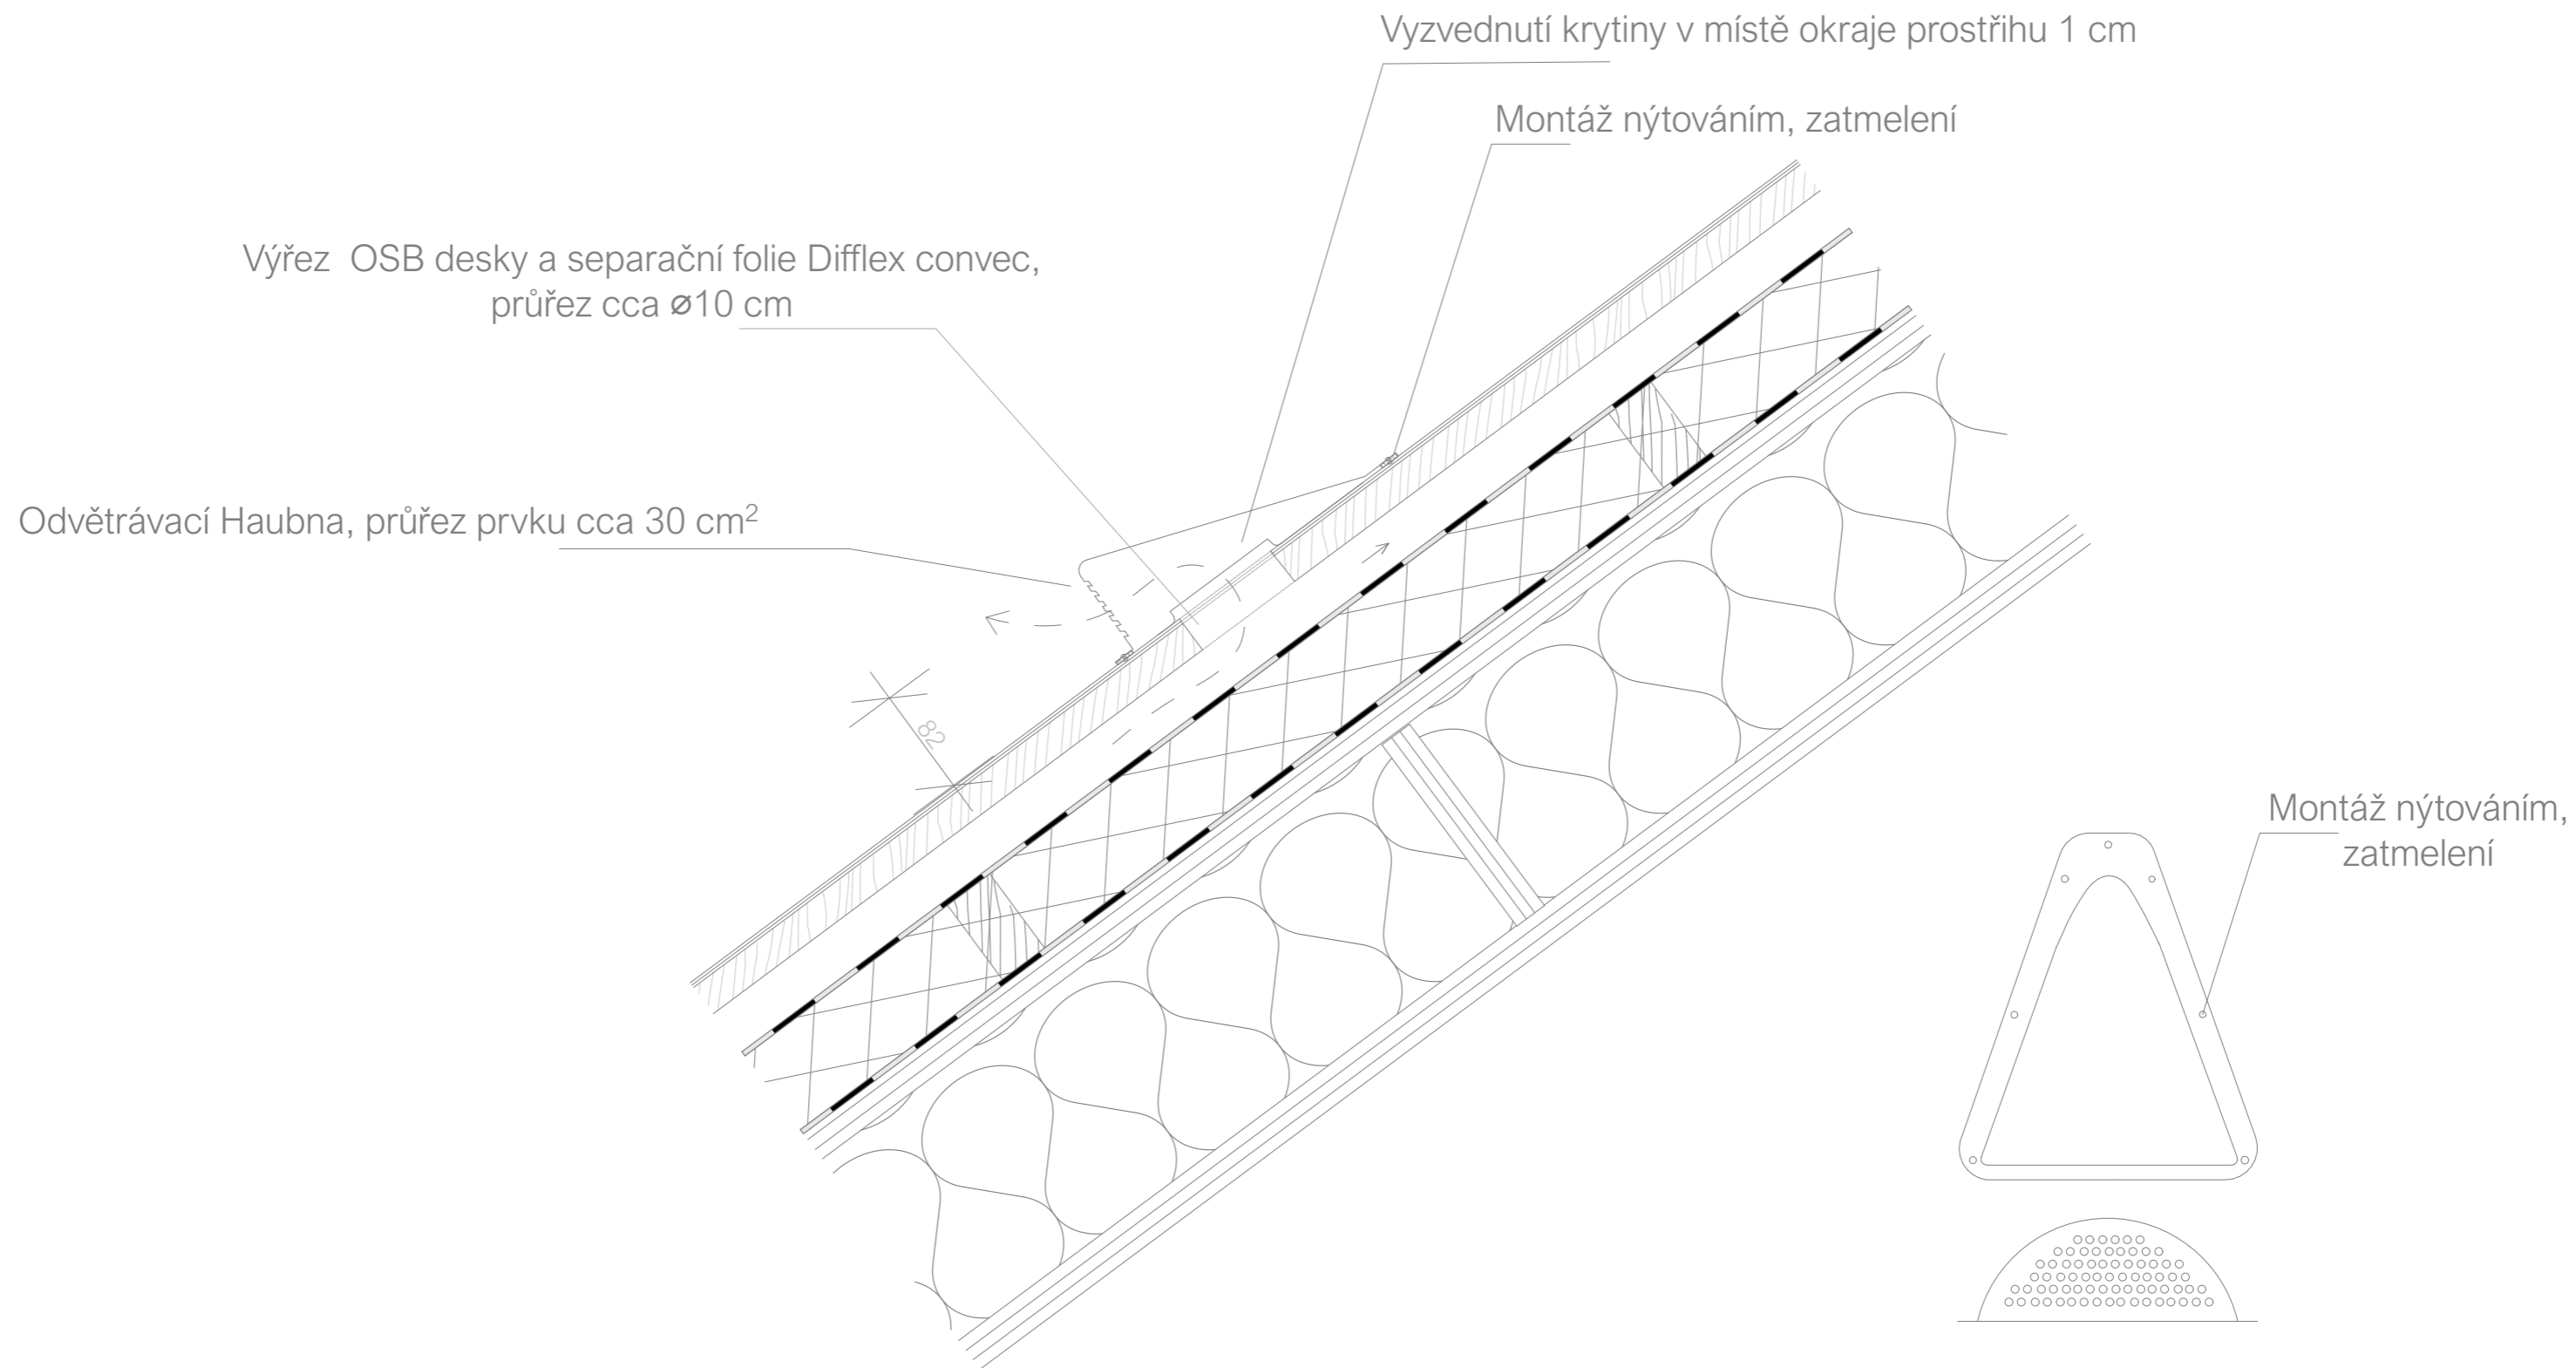 Vyzvednutí krytiny v místě okraje prostřihu 1 cm
Montáž nýtováním, zatmelení
Výřez OSB desky a separační folie Difflex convec,
průřez cca ø10 cm
Odvětrávací Haubna, průřez prvku cca 30 cm²
82
Montáž nýtováním,
zatmelení